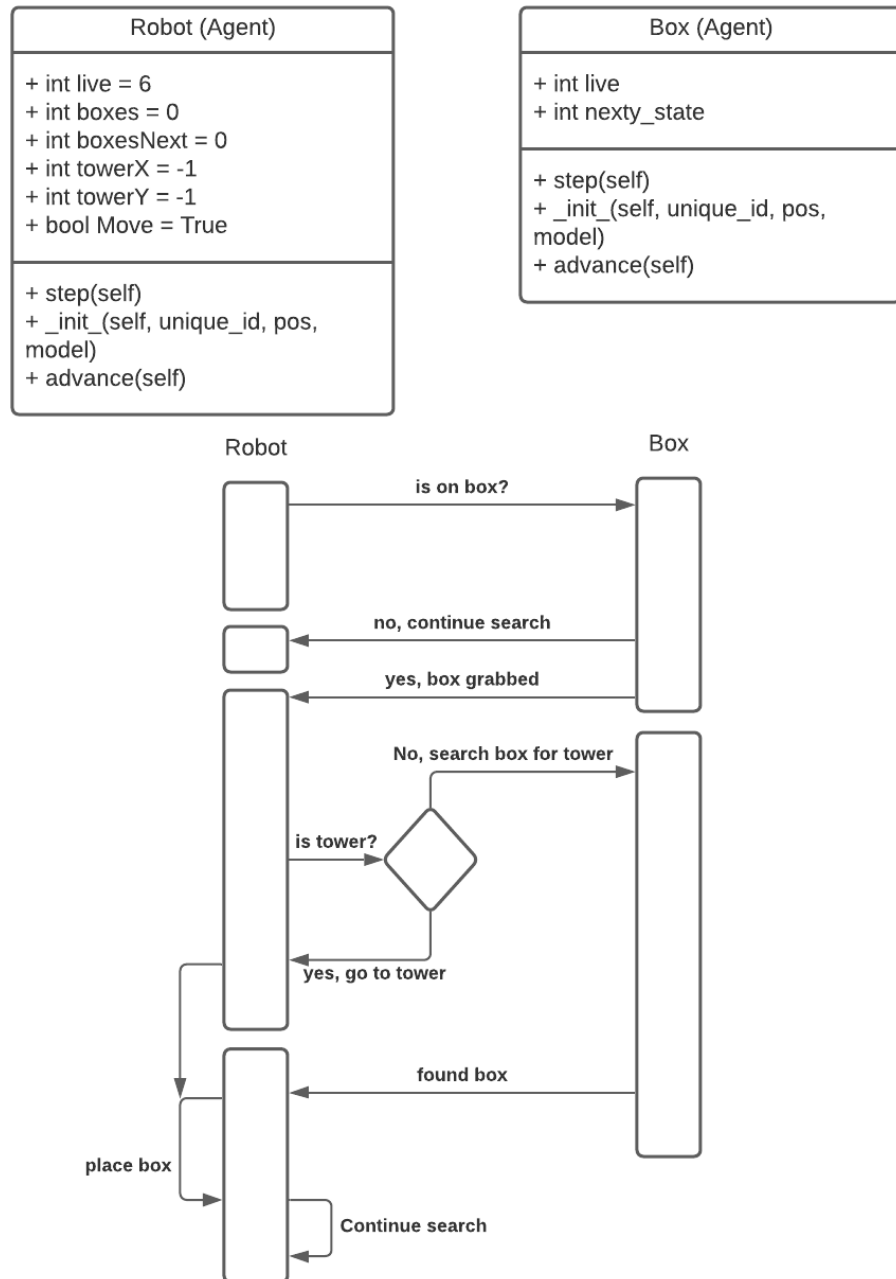 Robot (Agent)
+ int live = 6
+ int boxes = 0
+ int boxesNext = 0
+ int towerX = -1
+ int towerY = -1
+ bool Move = True
+ step(self)
+ _init_(self, unique_id, pos,
model)
+ advance(self)
Box (Agent)
+ int live
+ int nexty_state
+ step(self)
+ _init_(self, unique_id, pos,
model)
+ advance(self)
Robot
Box
is on box?
no, continue search
yes, box grabbed
No, search box for tower
is tower?
yes, go to tower
found box
place box
Continue search